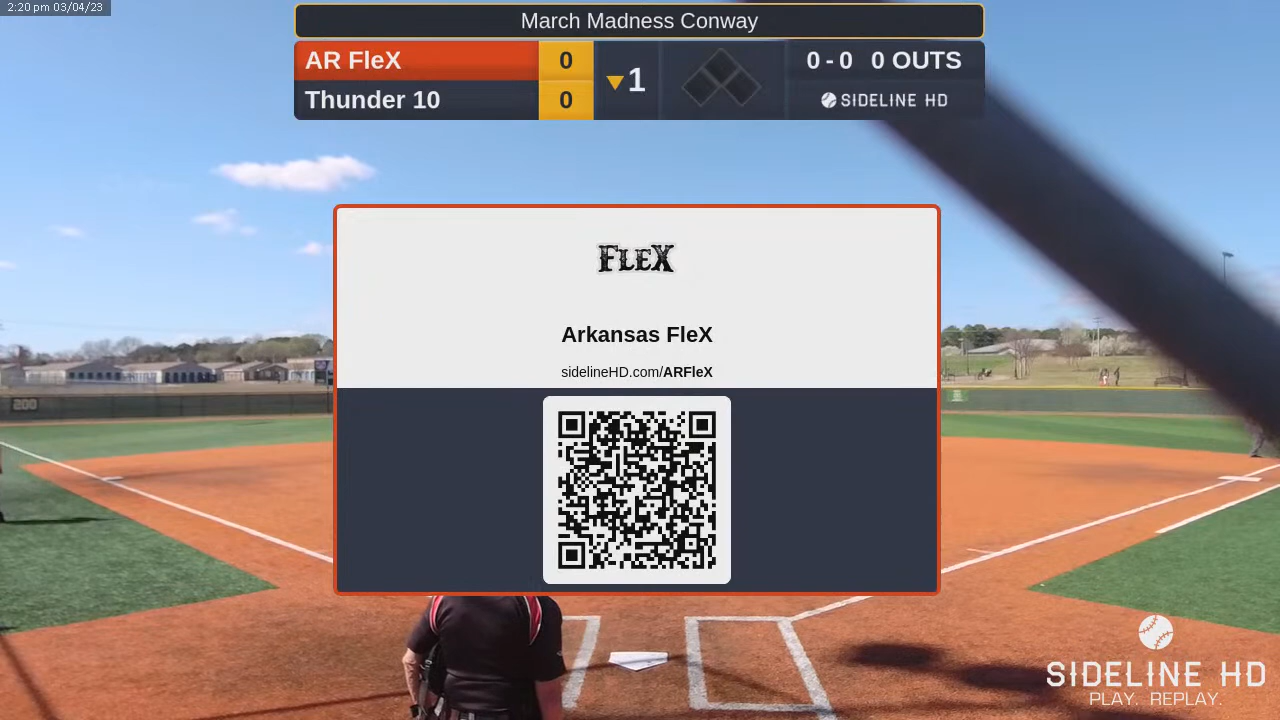 2:20 pm 03/04/23
March Madness Conway
AR FleX 0
Thunder 10 0
1
0 - 0 0 OUTS
SIDELINE HD
FLEX
Arkansas FleX
sidelineHD.com/ARFleX
200
SIDELINE HD
PLAY. REPLAY.